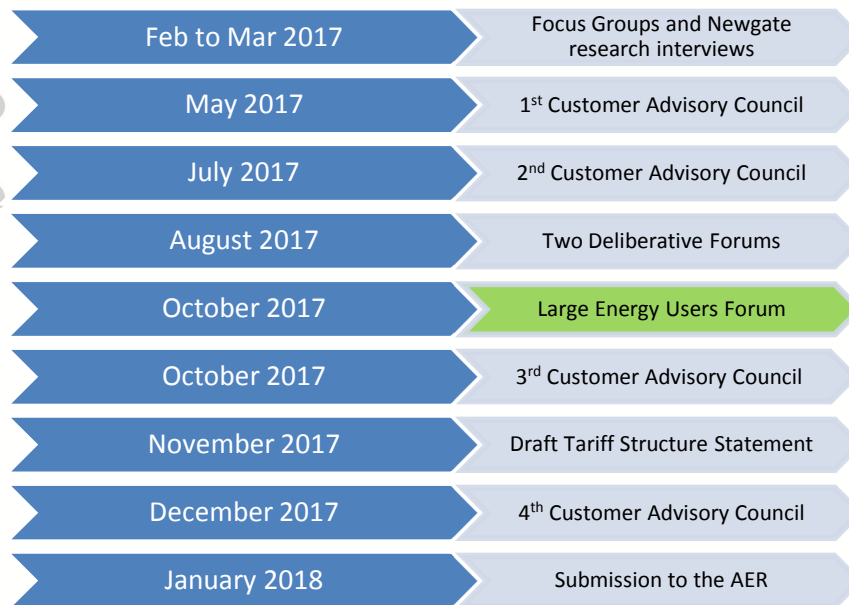 Feb to Mar 2017
Focus Groups and Newgate
research interviews
May 2017
1st Customer Advisory Council
July 2017
2nd Customer Advisory Council
August 2017
Two Deliberative Forums
October 2017
Large Energy Users Forum
October 2017
3rd Customer Advisory Council
November 2017
Draft Tariff Structure Statement
December 2017
4th Customer Advisory Council
January 2018
Submission to the AER